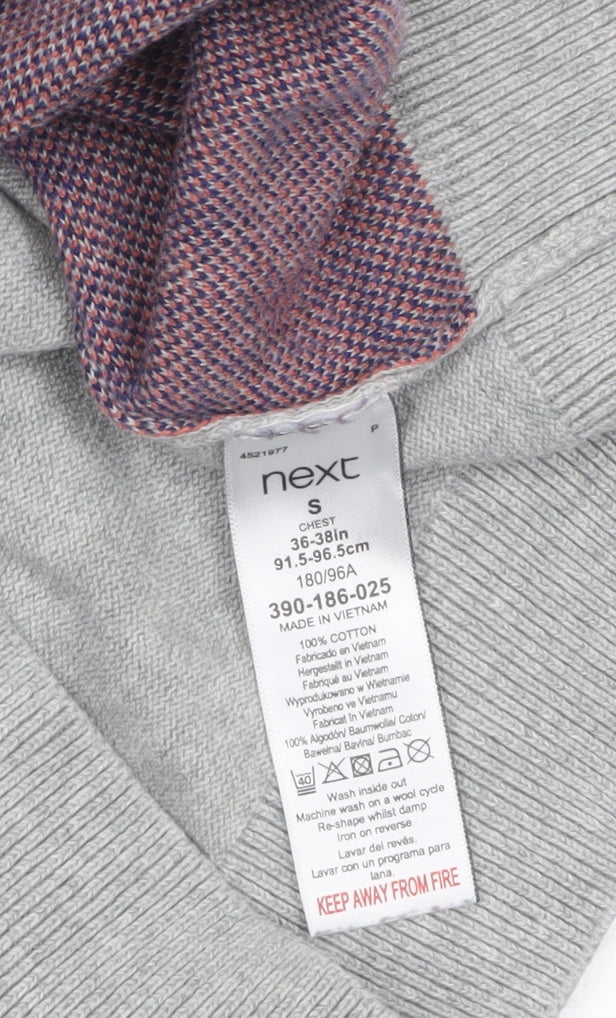 4521977
P
next
S
CHEST
36-38in
91.5-96.5cm
180/96A
390-186-025
MADE IN VIETNAM
100% COTTON
Fabricado en Vietnam
Hergestellt in Vietnam
Fabriqué au Vietnam
Wyprodukowano w Wietnamie
Vyrobeno ve Vietnamu
Fabricat în Vietnam
100% Algodón/ Baumwolle/ Coton/
Bawełna/ Bavlna/ Bumbac
40
Wash inside out
Machine wash on a wool cycle
Re-shape whilst damp
Iron on reverse
Lavar del revés.
Lavar con un programa para
lana.
KEEP AWAY FROM FIRE